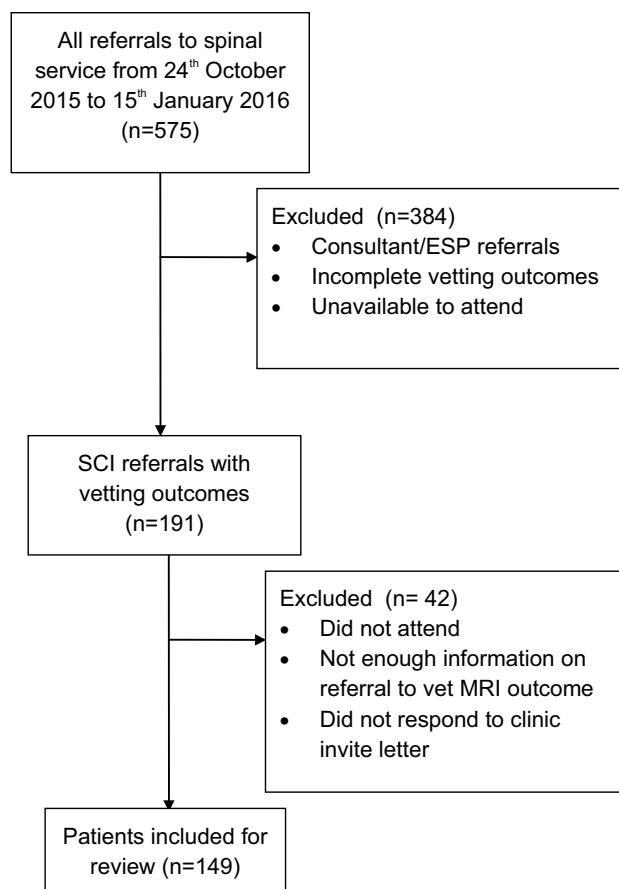 All referrals to spinal
service from 24th October
2015 to 15th January 2016
(n=575)
Excluded (n=384)
• Consultant/ESP referrals
• Incomplete vetting outcomes
• Unavailable to attend
SCI referrals with
vetting outcomes
(n=191)
Excluded (n= 42)
• Did not attend
• Not enough information on
referral to vet MRI outcome
• Did not respond to clinic
invite letter
Patients included for
review (n=149)